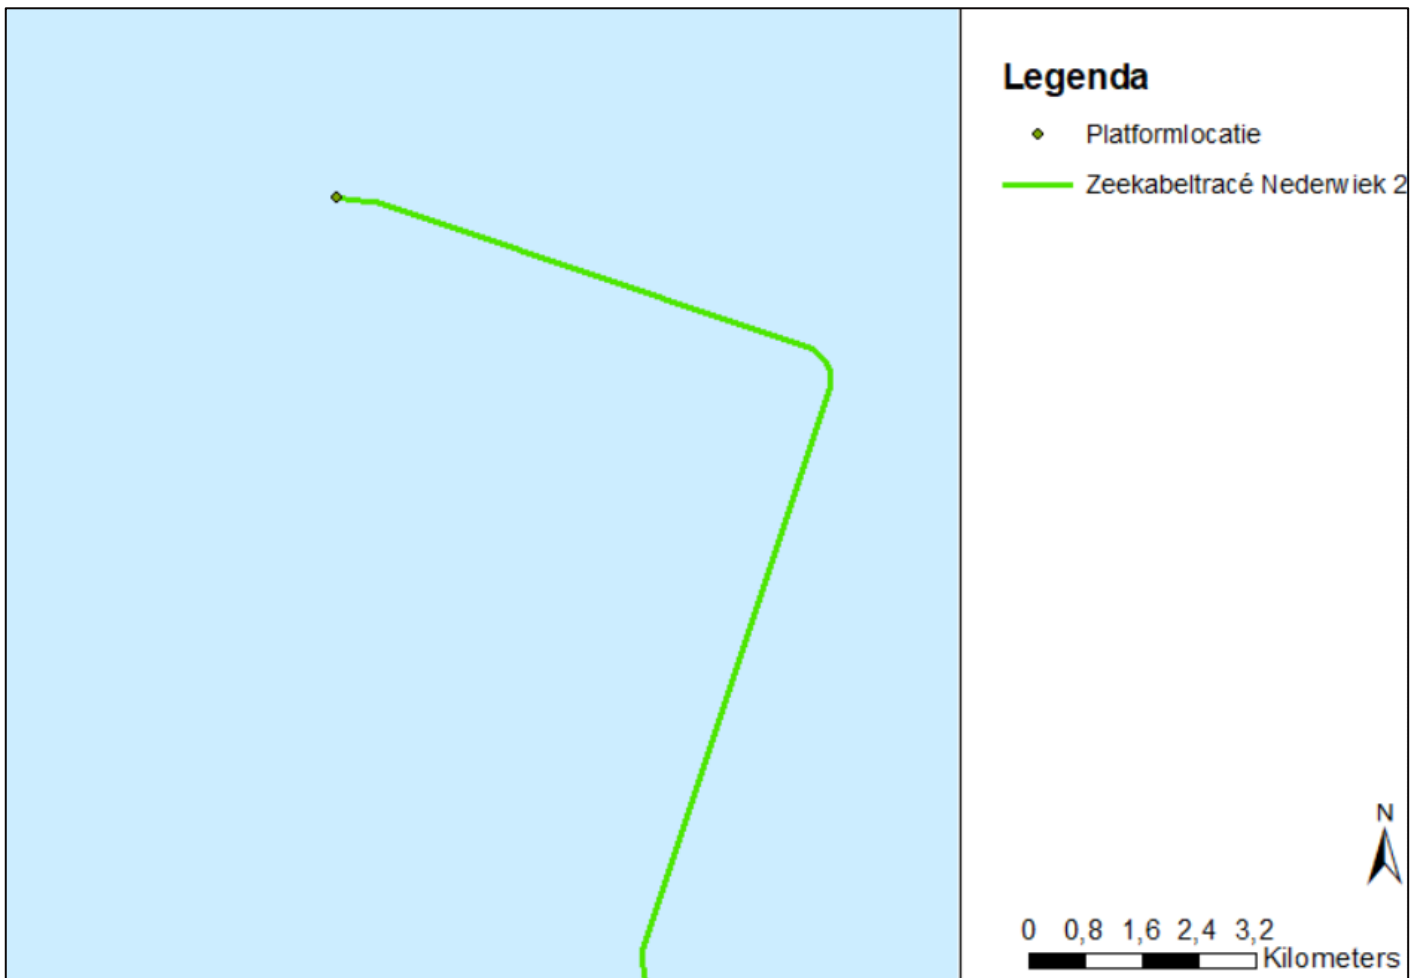 Legenda
Platformlocatie
Zeekabeltracé Nederwiek 2
N
0 0,8 1,6 2,4 3,2
Kilometers